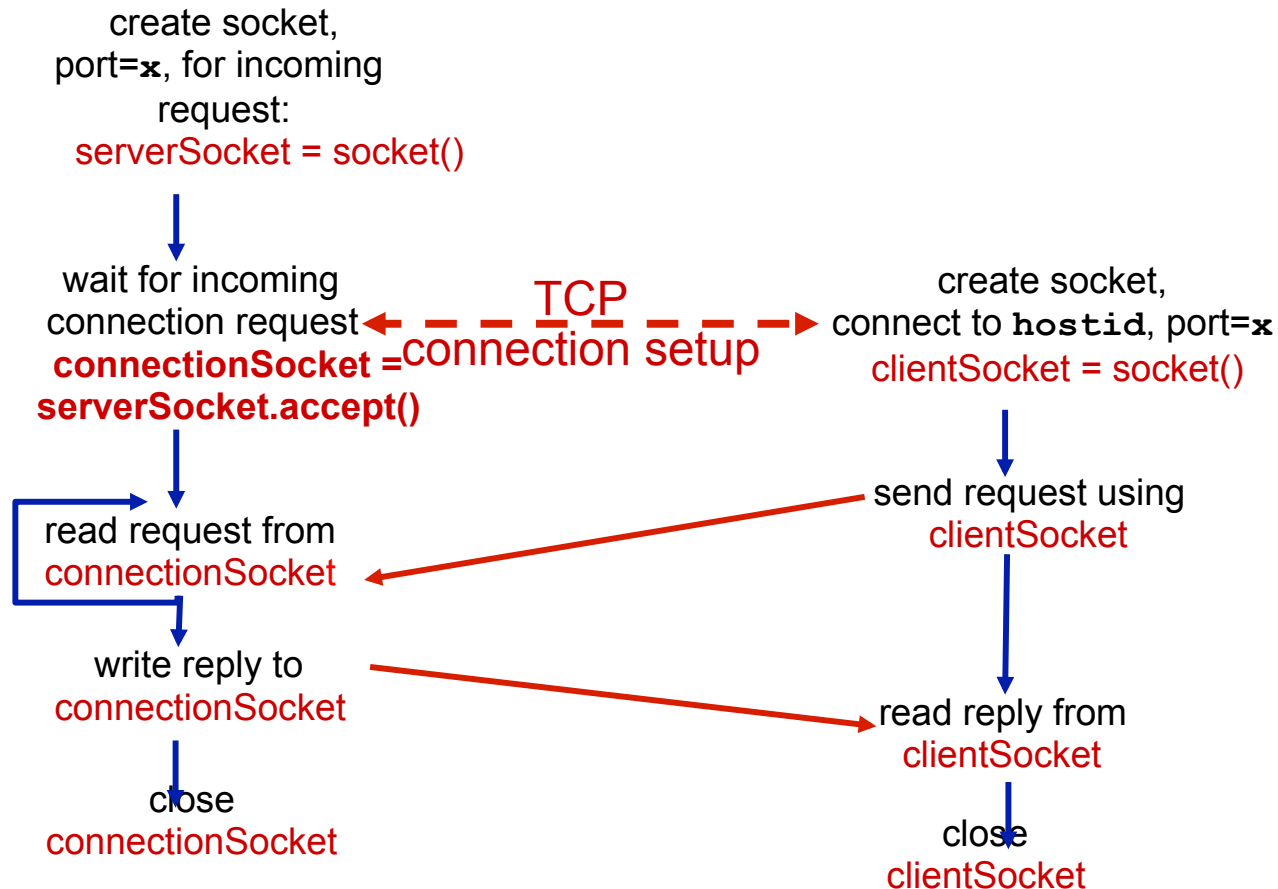 create socket,
port=x, for incoming
request:
serverSocket = socket()
wait for incoming
connection request
connectionSocket =
serverSocket.accept()
TCP
connection setup
create socket,
connect to hostid, port=x
clientSocket = socket()
read request from
connectionSocket
send request using
clientSocket
write reply to
connectionSocket
read reply from
clientSocket
close
connectionSocket
close
clientSocket